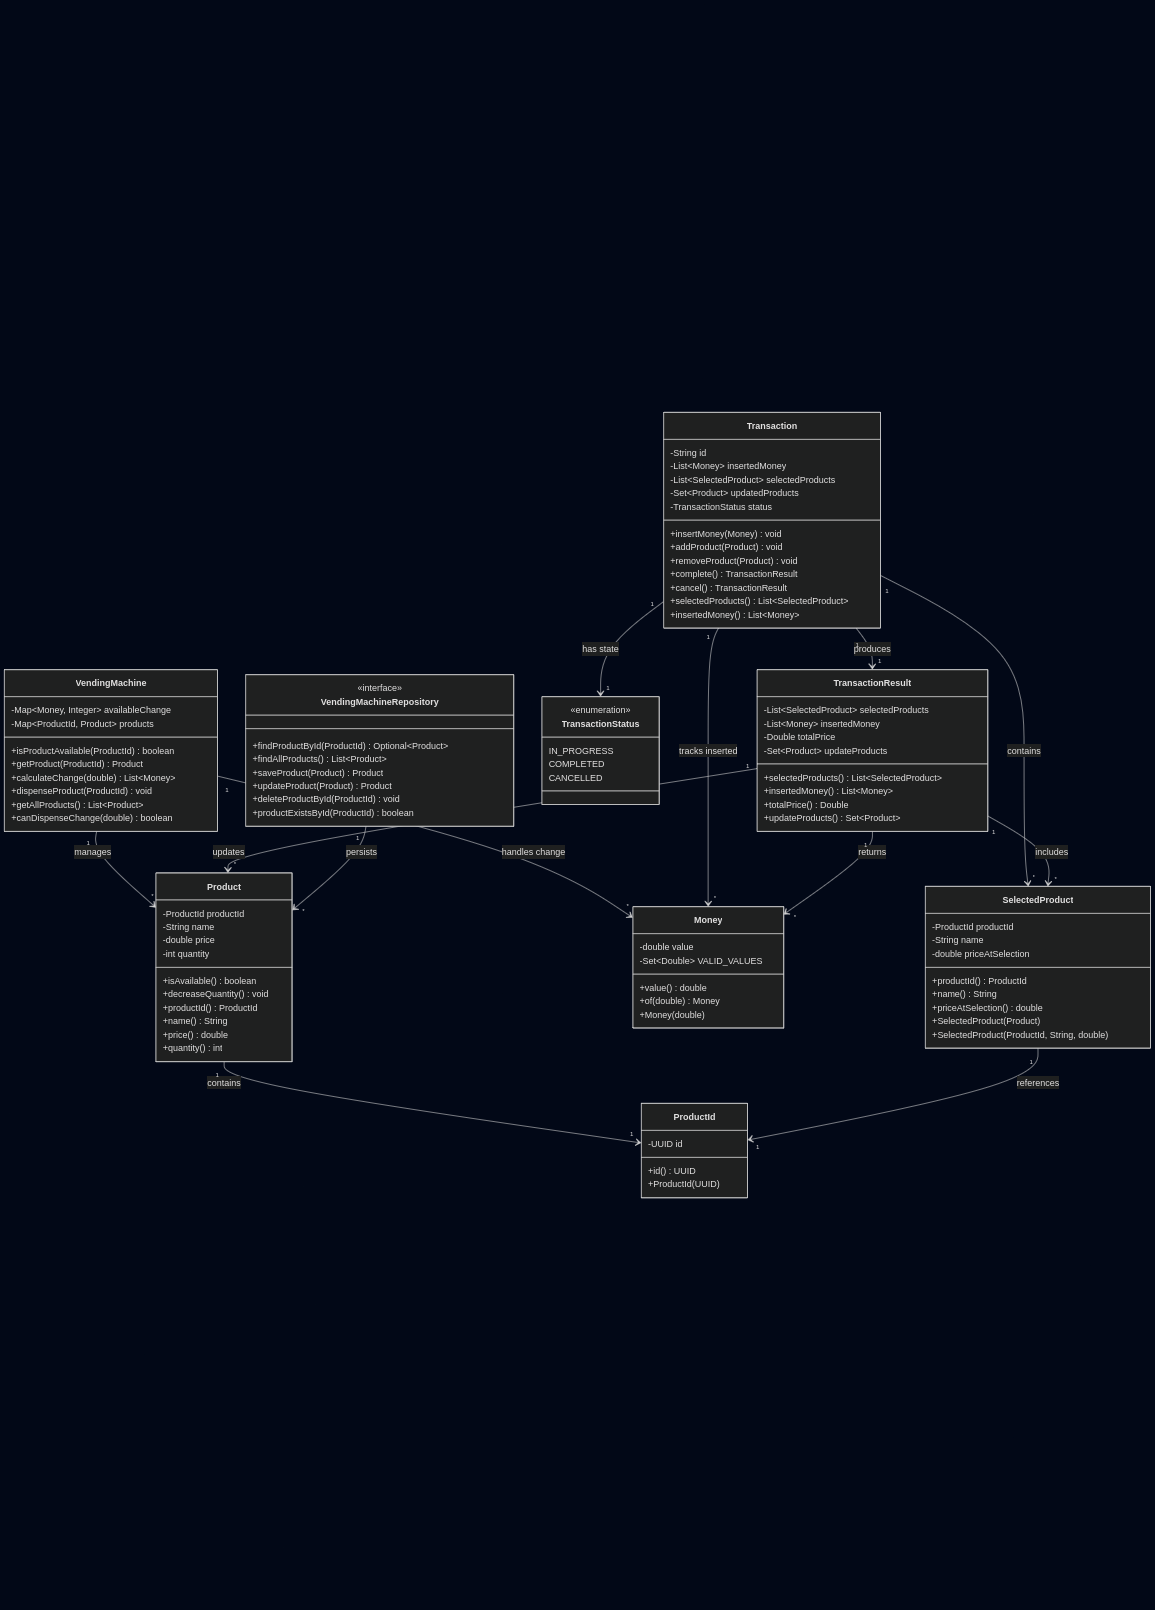 Transaction
-String id
-List<Money> insertedMoney
-List<SelectedProduct> selectedProducts
-Set<Product> updatedProducts
-TransactionStatus status
+insertMoney(Money) : void
+addProduct(Product) : void
+removeProduct(Product) : void
+complete() : TransactionResult
+cancel() : TransactionResult
+selectedProducts() : List<SelectedProduct>
+insertedMoney() : List<Money>
1
1
1
1
has state
1
produces
1
tracks inserted
contains
VendingMachine
-Map<Money, Integer> availableChange
-Map<ProductId, Product> products
+isProductAvailable(ProductId) : boolean
+getProduct(ProductId) : Product
+calculateChange(double) : List<Money>
+dispenseProduct(ProductId) : void
+getAllProducts() : List<Product>
+canDispenseChange(double) : boolean
«interface»
VendingMachineRepository
+findProductById(ProductId) : Optional<Product>
+findAllProducts() : List<Product>
+saveProduct(Product) : Product
+updateProduct(Product) : Product
+deleteProductById(ProductId) : void
+productExistsById(ProductId) : boolean
«enumeration»
TransactionStatus
IN_PROGRESS
COMPLETED
CANCELLED
TransactionResult
-List<SelectedProduct> selectedProducts
-List<Money> insertedMoney
-Double totalPrice
-Set<Product> updateProducts
+selectedProducts() : List<SelectedProduct>
+insertedMoney() : List<Money>
+totalPrice() : Double
+updateProducts() : Set<Product>
1
1
1
1
1
1
manages
updates
persists
handles change
returns
includes
*
*
*
*
*
*
*
*
Product
-ProductId productId
-String name
-double price
-int quantity
+isAvailable() : boolean
+decreaseQuantity() : void
+productId() : ProductId
+name() : String
+price() : double
+quantity() : int
Money
-double value
-Set<Double> VALID_VALUES
+value() : double
+of(double) : Money
+Money(double)
SelectedProduct
-ProductId productId
-String name
-double priceAtSelection
+productId() : ProductId
+name() : String
+priceAtSelection() : double
+SelectedProduct(Product)
+SelectedProduct(ProductId, String, double)
1
contains
1
references
1
1
ProductId
-UUID id
+id() : UUID
+ProductId(UUID)